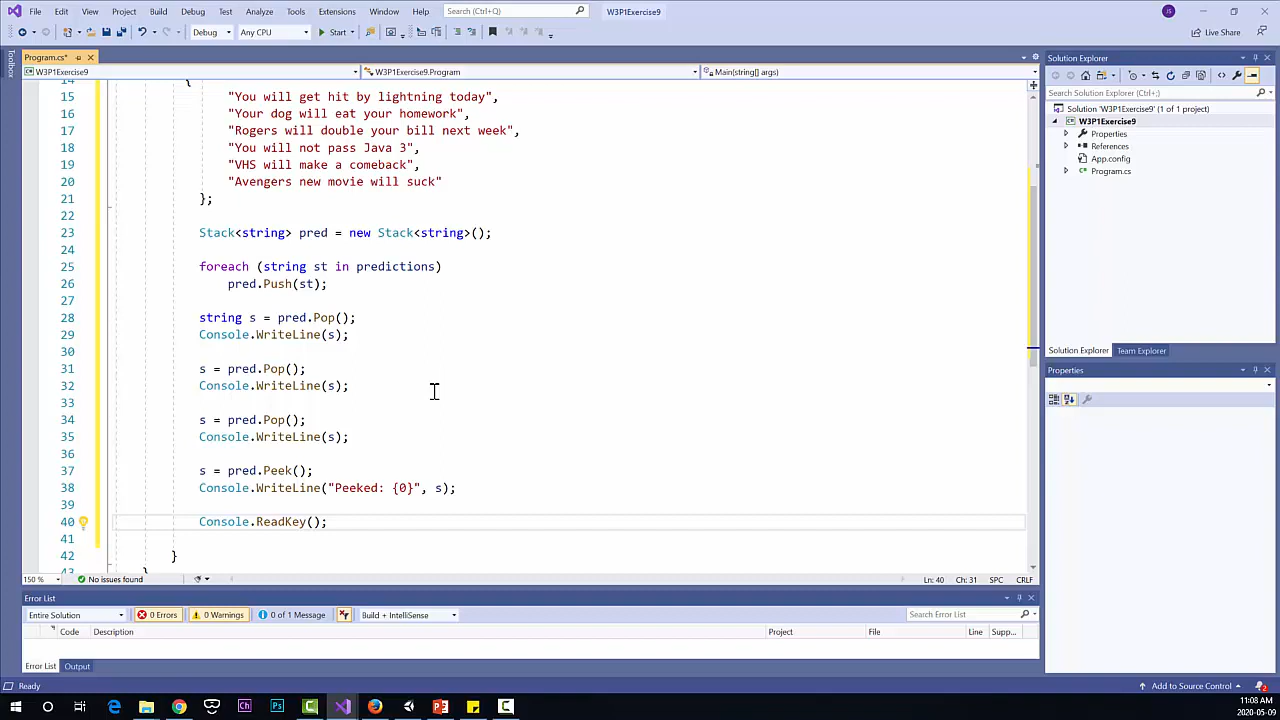 File Edit View Project Build Debug Test Analyze Tools Extensions Window Help Search (Ctrl+Q) W3P1Exercise9 JS
Debug Any CPU Start Live Share
Toolbox
Program.cs*
W3P1Exercise9 W3P1Exercise9.Program Main(string[] args)
14 {
15 "You will get hit by lightning today",
16 "Your dog will eat your homework",
17 "Rogers will double your bill next week",
18 "You will not pass Java 3",
19 "VHS will make a comeback",
20 "Avengers new movie will suck"
21 };
22
23 Stack<string> pred = new Stack<string>();
24
25 foreach (string st in predictions)
26 pred.Push(st);
27
28 string s = pred.Pop();
29 Console.WriteLine(s);
30
31 s = pred.Pop();
32 Console.WriteLine(s);
33
34 s = pred.Pop();
35 Console.WriteLine(s);
36
37 s = pred.Peek();
38 Console.WriteLine("Peeked: {0}", s);
39
40 Console.ReadKey();
41
42 }
43 }
150 % No issues found Ln: 40 Ch: 31 SPC CRLF
Solution Explorer
Search Solution Explorer (Ctrl+;)
Solution 'W3P1Exercise9' (1 of 1 project)
W3P1Exercise9
Properties
References
App.config
Program.cs
Solution Explorer Team Explorer
Properties
Error List
Entire Solution 0 Errors 0 Warnings 0 of 1 Message Build + IntelliSense Search Error List
Code Description Project File Line Supp...
Error List Output
Ready Add to Source Control 2
Ch Ps
11:08 AM
2020-05-09